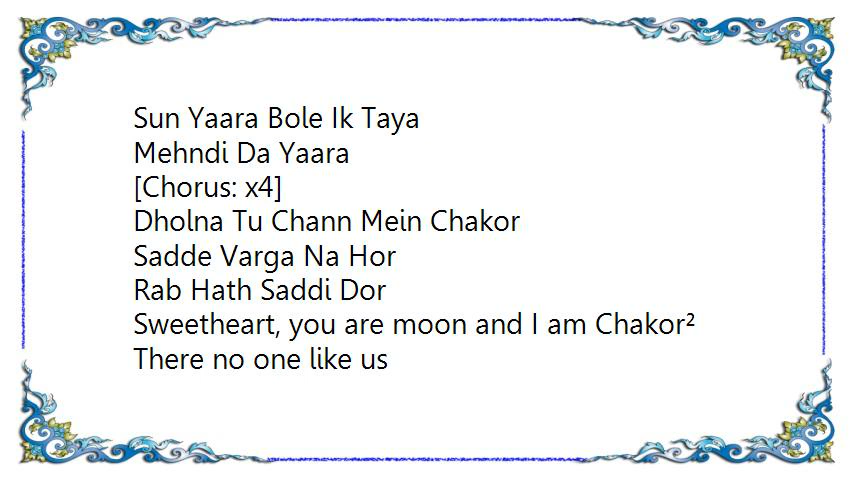 Sun Yaara Bole Ik Taya
Mehndi Da Yaara
[Chorus: x4]
Dholna Tu Chann Mein Chakor
Sadde Varga Na Hor
Rab Hath Saddi Dor
Sweetheart, you are moon and I am Chakor²
There no one like us